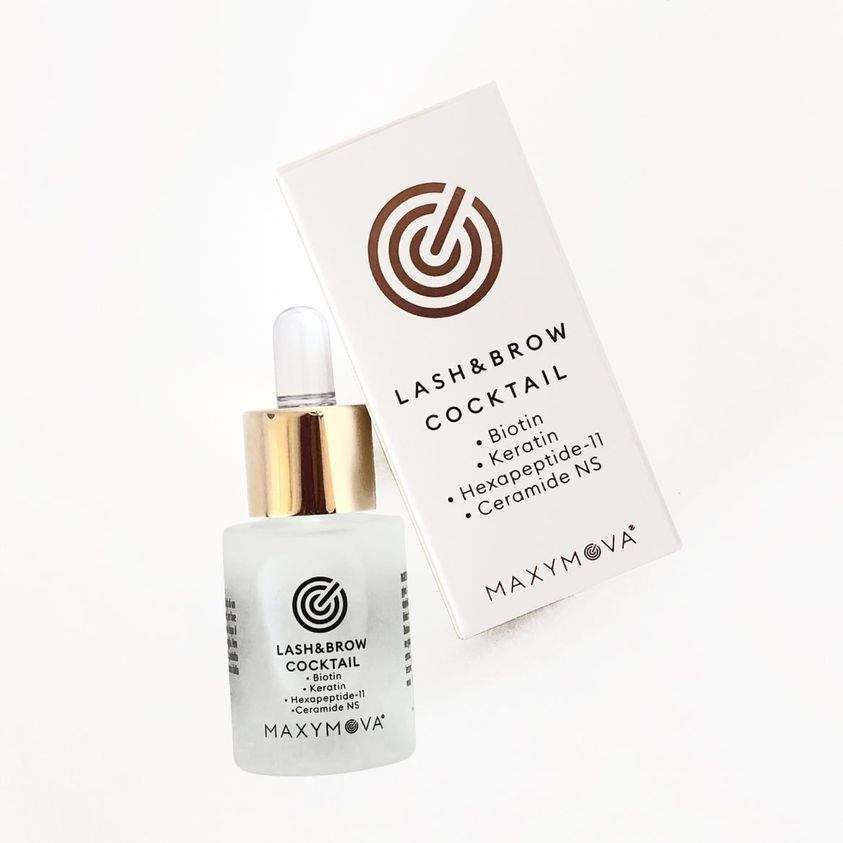 LASH&BROW
COCKTAIL
• Biotin
• Keratin
• Hexapeptide-11
• Ceramide NS
MAXYMOVA®
LASH&BROW
COCKTAIL
• Biotin
• Keratin
• Hexapeptide-11
•Ceramide NS
MAXYMOVA®